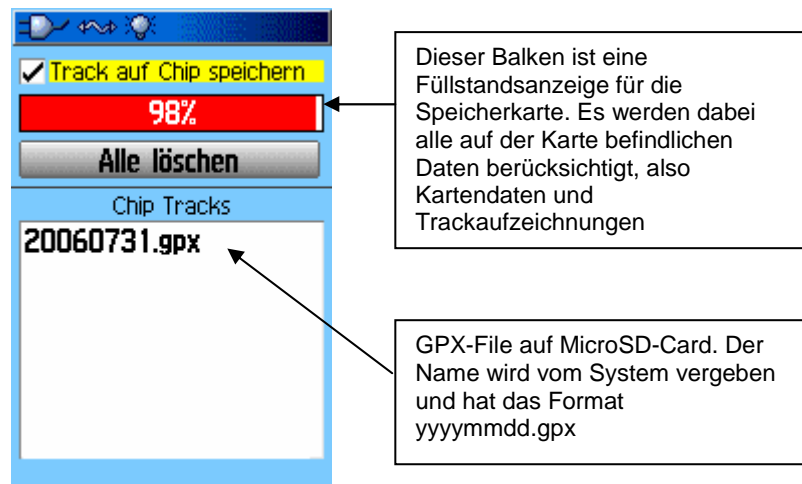 Track auf Chip speichern
98%
Alle löschen
Chip Tracks
20060731.gpx
Dieser Balken ist eine
Füllstandsanzeige für die
Speicherkarte. Es werden dabei
alle auf der Karte befindlichen
Daten berücksichtigt, also
Kartendaten und
Trackaufzeichnungen
GPX-File auf MicroSD-Card. Der
Name wird vom System vergeben
und hat das Format
yyyymmdd.gpx